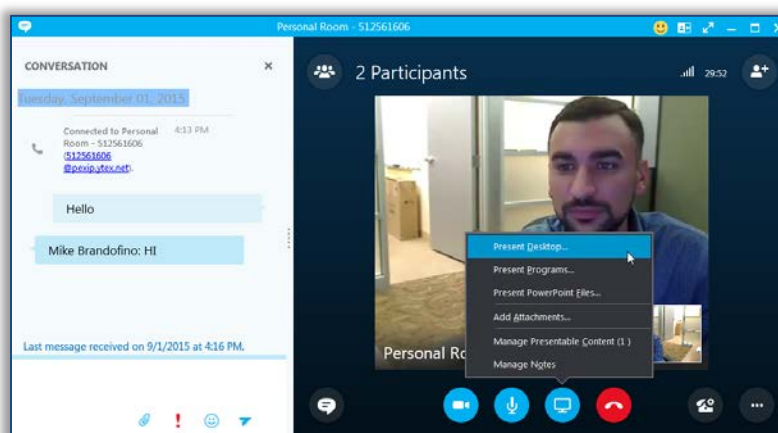 Personal Room - 512561606
CONVERSATION
Tuesday, September 01, 2015
Connected to Personal
Room - 512561606
(512561606
@pexip.ytex.net).
4:13 PM
Hello
Mike Brandofino: HI
Last message received on 9/1/2015 at 4:16 PM.
2 Participants
29:52
Present Desktop...
Present Programs...
Present PowerPoint Files...
Add Attachments...
Manage Presentable Content (1 )
Manage Notes
Personal